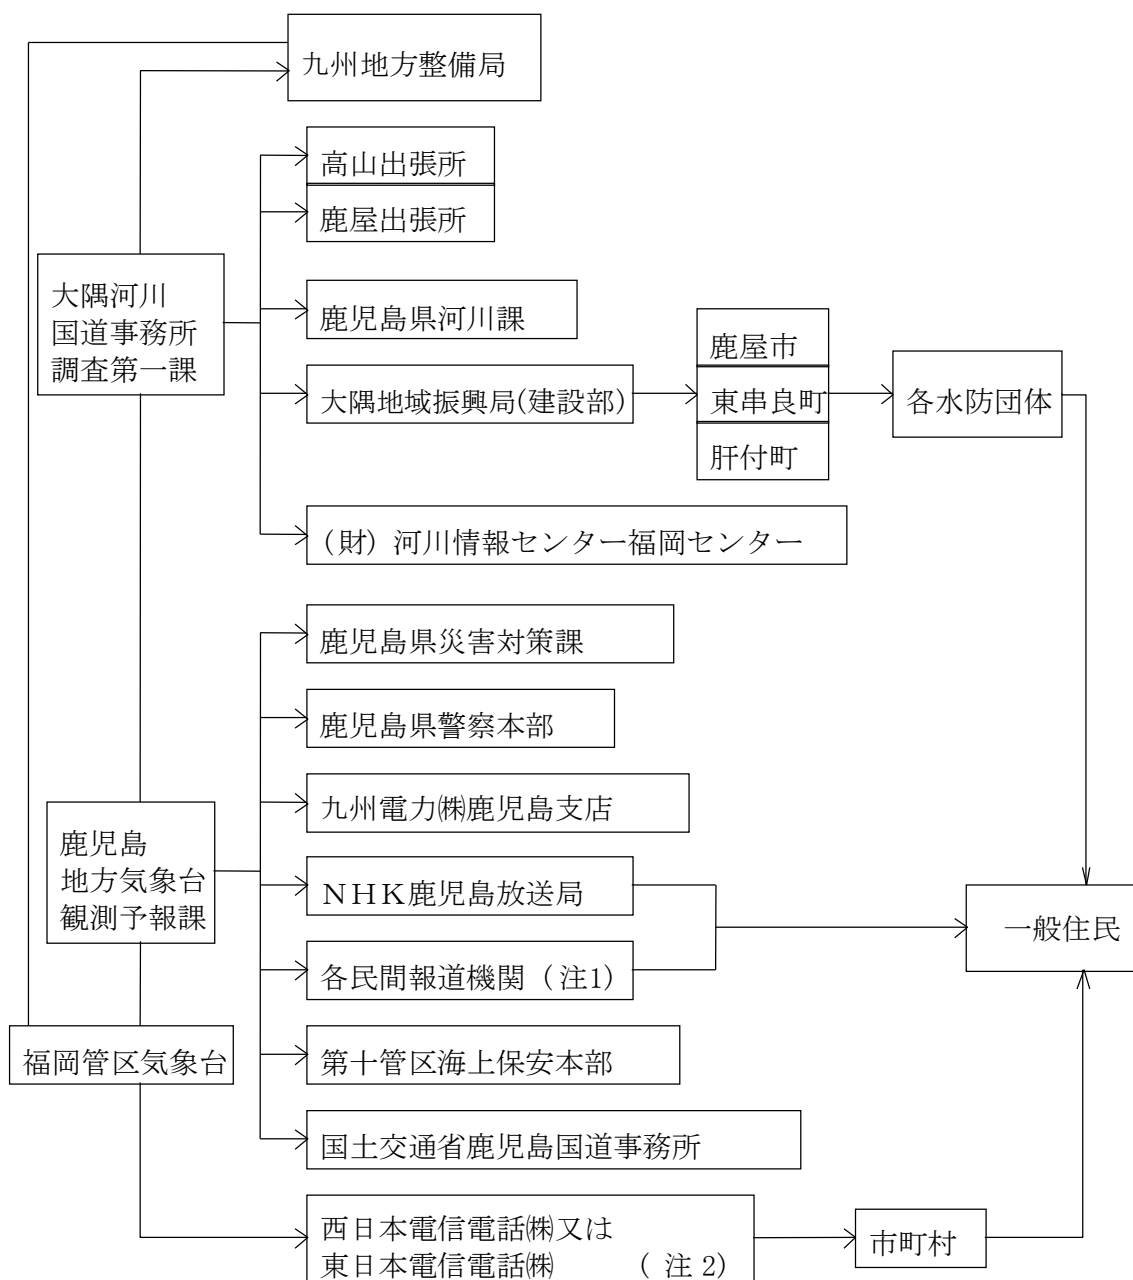 九州地方整備局
高山出張所
鹿屋出張所
大隅河川
国道事務所
調査第一課
鹿児島県河川課
大隅地域振興局(建設部)
鹿屋市
東串良町
肝付町
各水防団体
（財）河川情報センター福岡センター
鹿児島県災害対策課
鹿児島県警察本部
九州電力㈱鹿児島支店
鹿児島
地方気象台
観測予報課
ＮＨＫ鹿児島放送局
各民間報道機関（注1）
一般住民
福岡管区気象台
第十管区海上保安本部
国土交通省鹿児島国道事務所
西日本電信電話㈱又は
東日本電信電話㈱　　（注2）
市町村